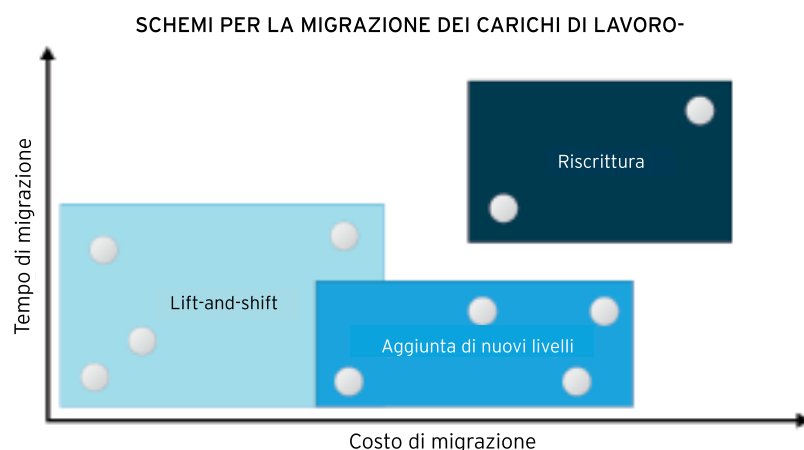 SCHEMI PER LA MIGRAZIONE DEI CARICHI DI LAVORO-
Tempo di migrazione
Riscrittura
Lift-and-shift
Aggiunta di nuovi livelli
Costo di migrazione